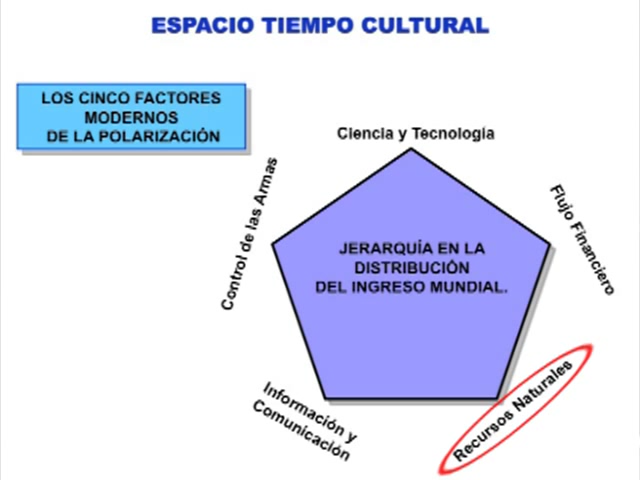 ESPACIO TIEMPO CULTURAL
LOS CINCO FACTORES
MODERNOS
DE LA POLARIZACIÓN
Ciencia y Tecnología
Control de las Armas
Flujo Financiero
JERARQUÍA EN LA
DISTRIBUCIÓN
DEL INGRESO MUNDIAL.
Información y
Comunicación
Recursos Naturales